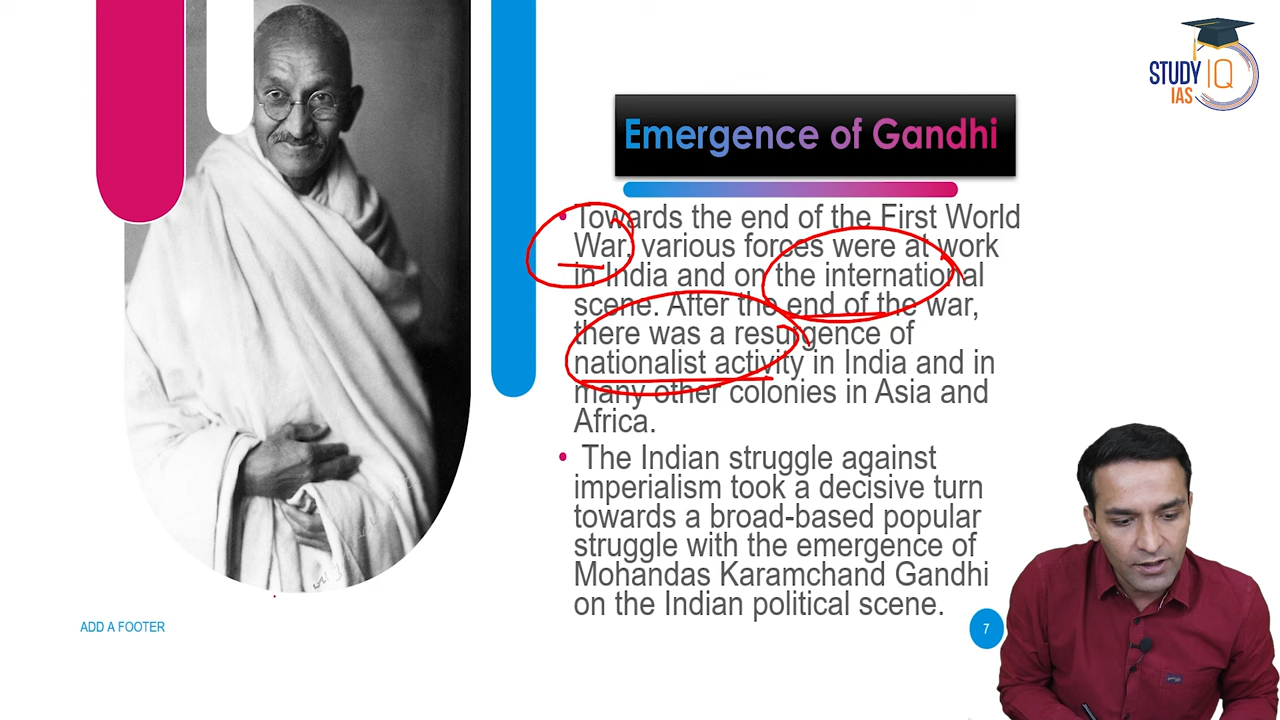 STUDY IQ
IAS
Emergence of Gandhi
• Towards the end of the First World
War, various forces were at work
in India and on the international
scene. After the end of the war,
there was a resurgence of
nationalist activity in India and in
many other colonies in Asia and
Africa.
• The Indian struggle against
imperialism took a decisive turn
towards a broad-based popular
struggle with the emergence of
Mohandas Karamchand Gandhi
on the Indian political scene.
ADD A FOOTER
7